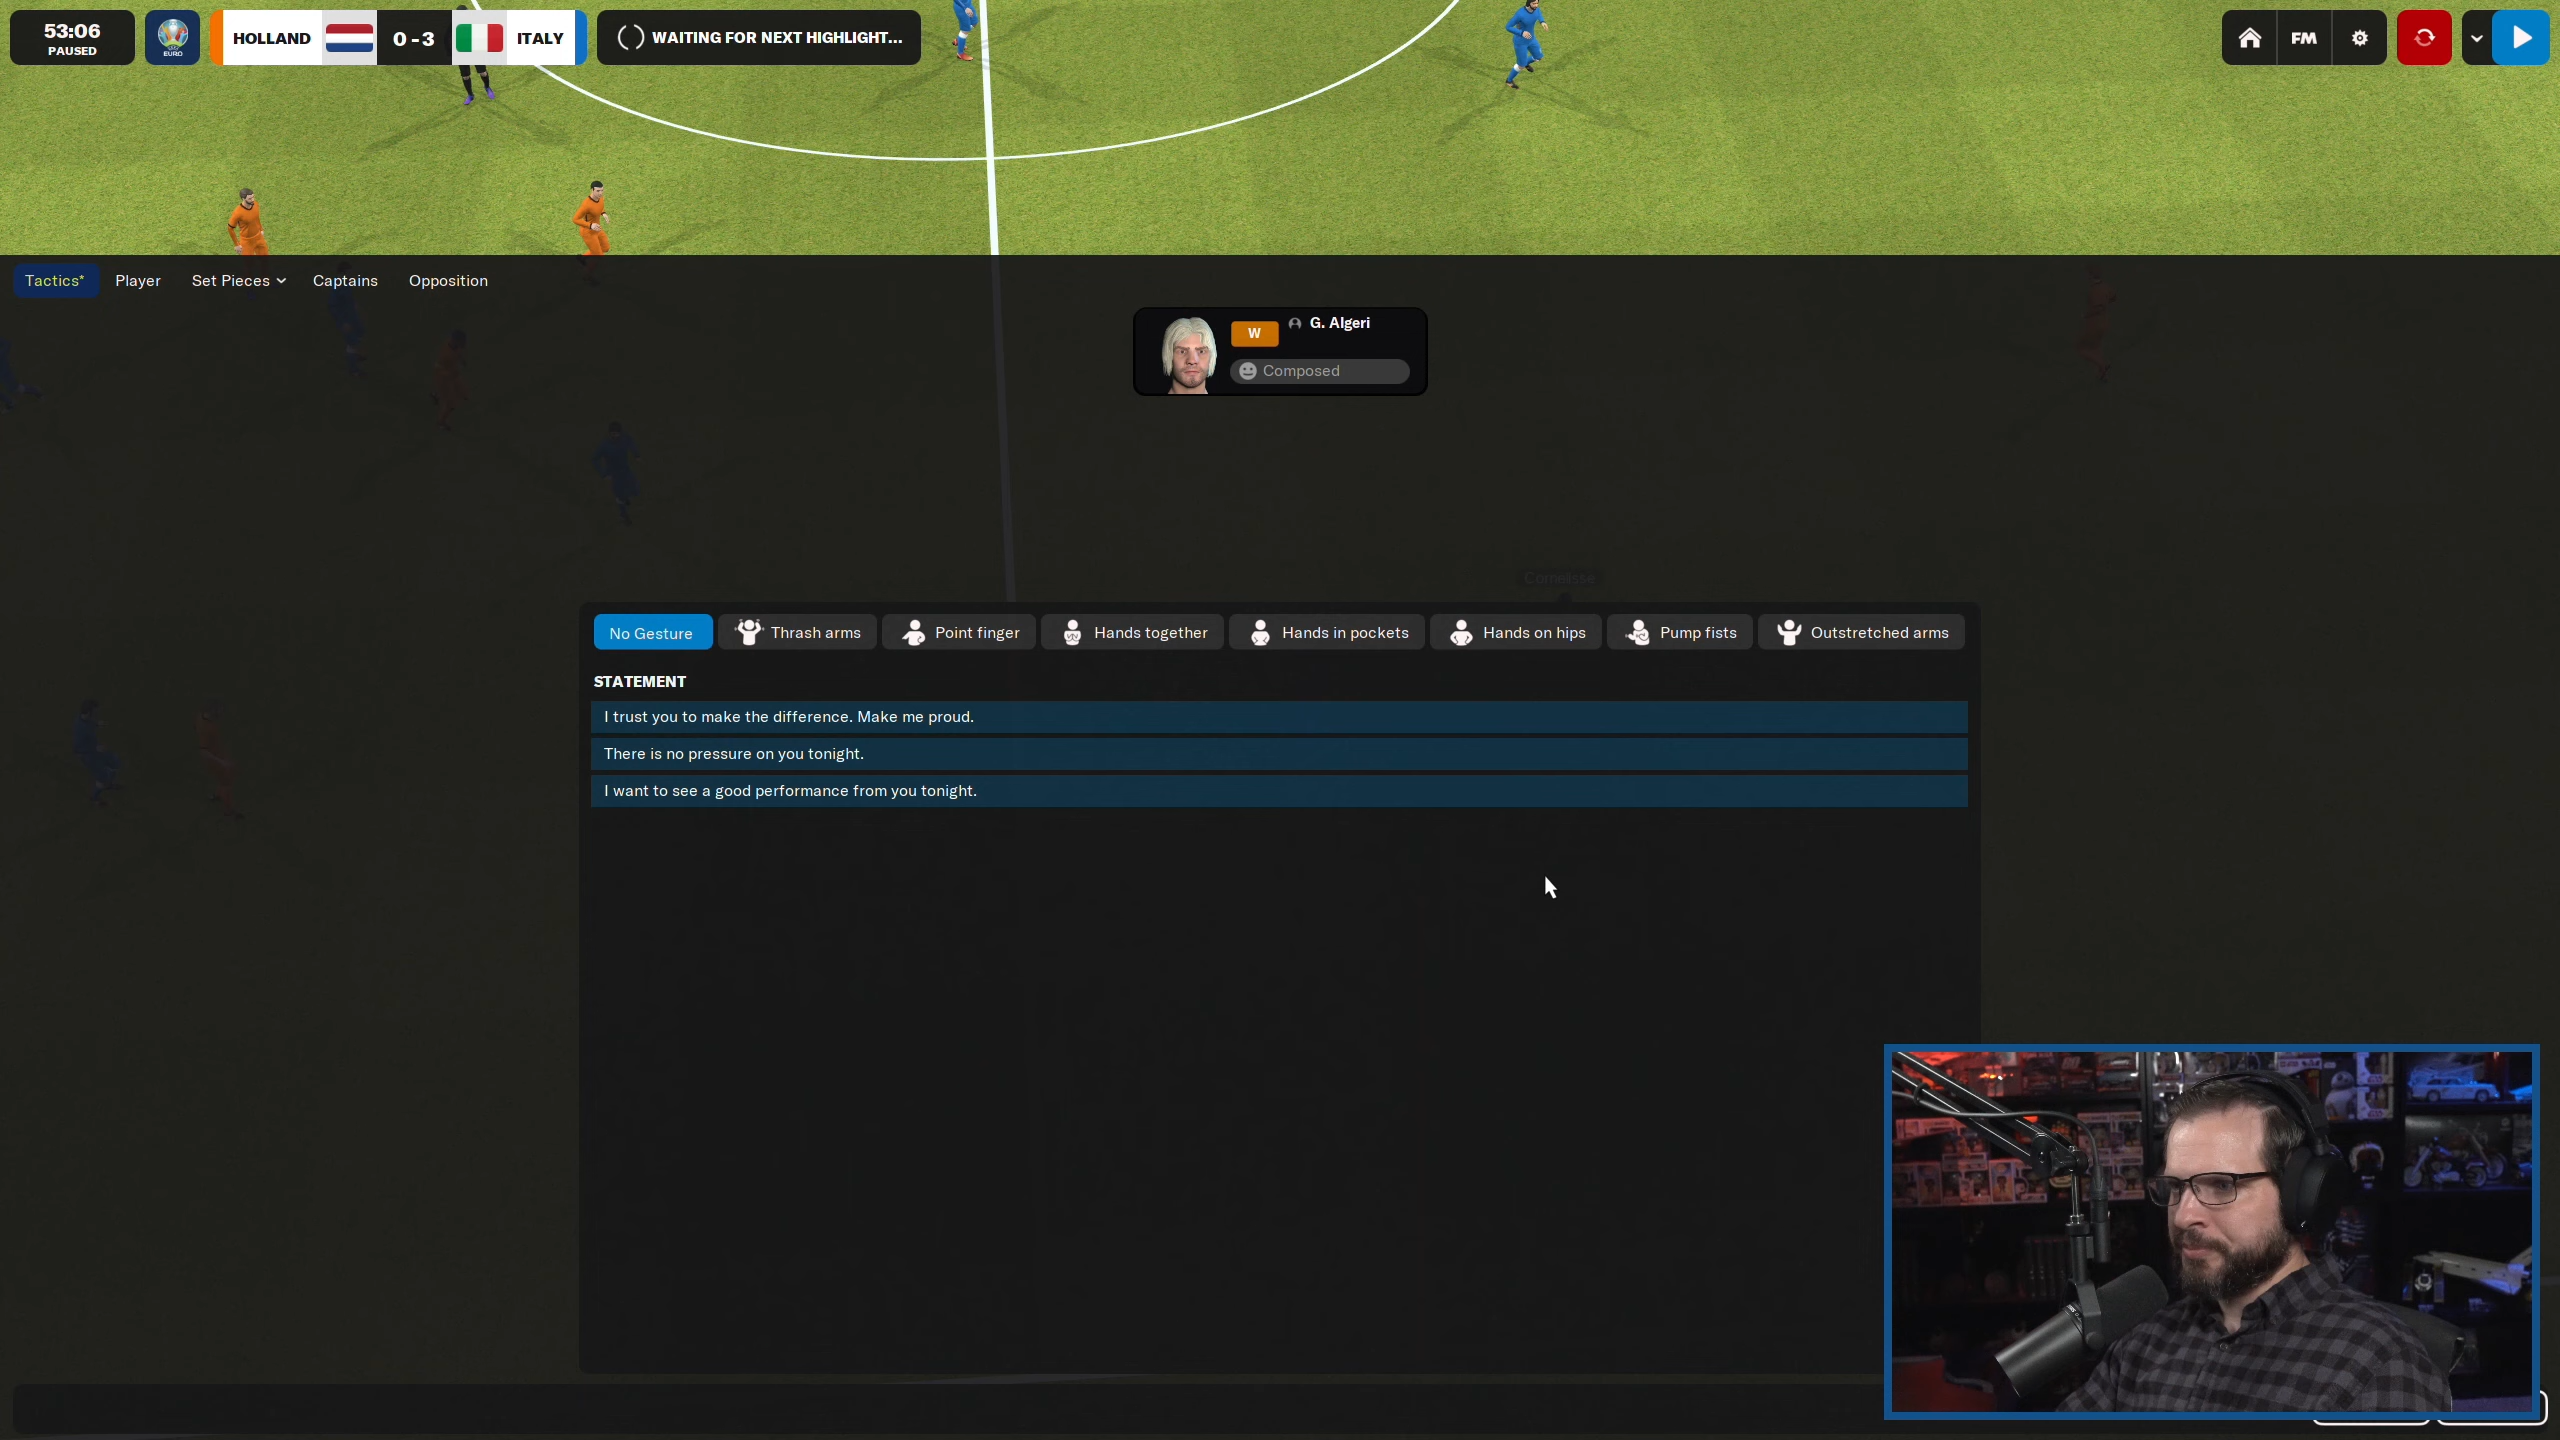 53:06
PAUSED
UEFA
EURO
HOLLAND
0 - 3
ITALY
WAITING FOR NEXT HIGHLIGHT...
FM
Tactics*
Player
Set Pieces
Captains
Opposition
W
G. Algeri
Composed
Cornelisse
No Gesture
Thrash arms
Point finger
Hands together
Hands in pockets
Hands on hips
Pump fists
Outstretched arms
STATEMENT
I trust you to make the difference. Make me proud.
There is no pressure on you tonight.
I want to see a good performance from you tonight.